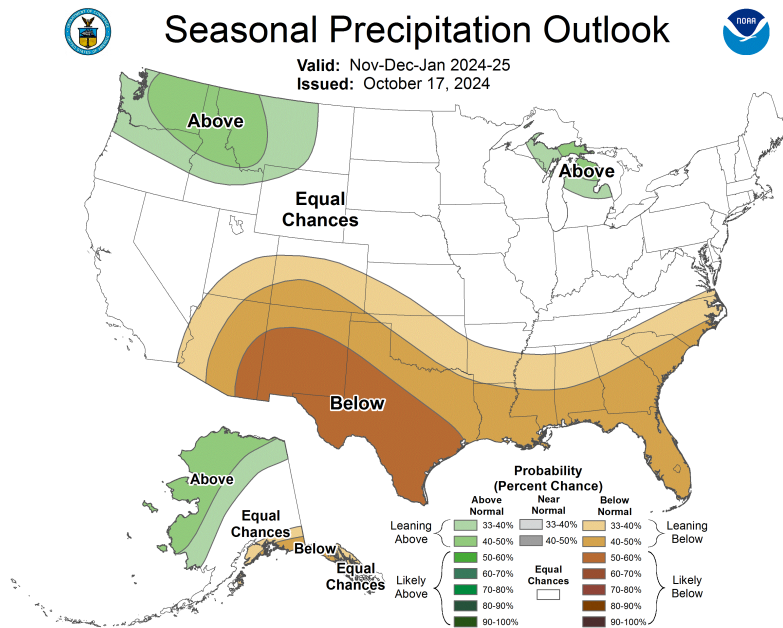 Seasonal Precipitation Outlook
NOAA
Valid: Nov-Dec-Jan 2024-25
Issued: October 17, 2024
Above
Above
Equal
Chances
Below
Above
Equal
Chances
Below
Equal
Chances
Probability
(Percent Chance)
Above
Normal
Near
Normal
Below
Normal
Leaning
Above
33-40%
33-40%
33-40%
Leaning
Below
40-50%
40-50%
40-50%
Likely
Above
50-60%
50-60%
Likely
Below
60-70%
60-70%
70-80%
Equal
Chances
70-80%
80-90%
80-90%
90-100%
90-100%